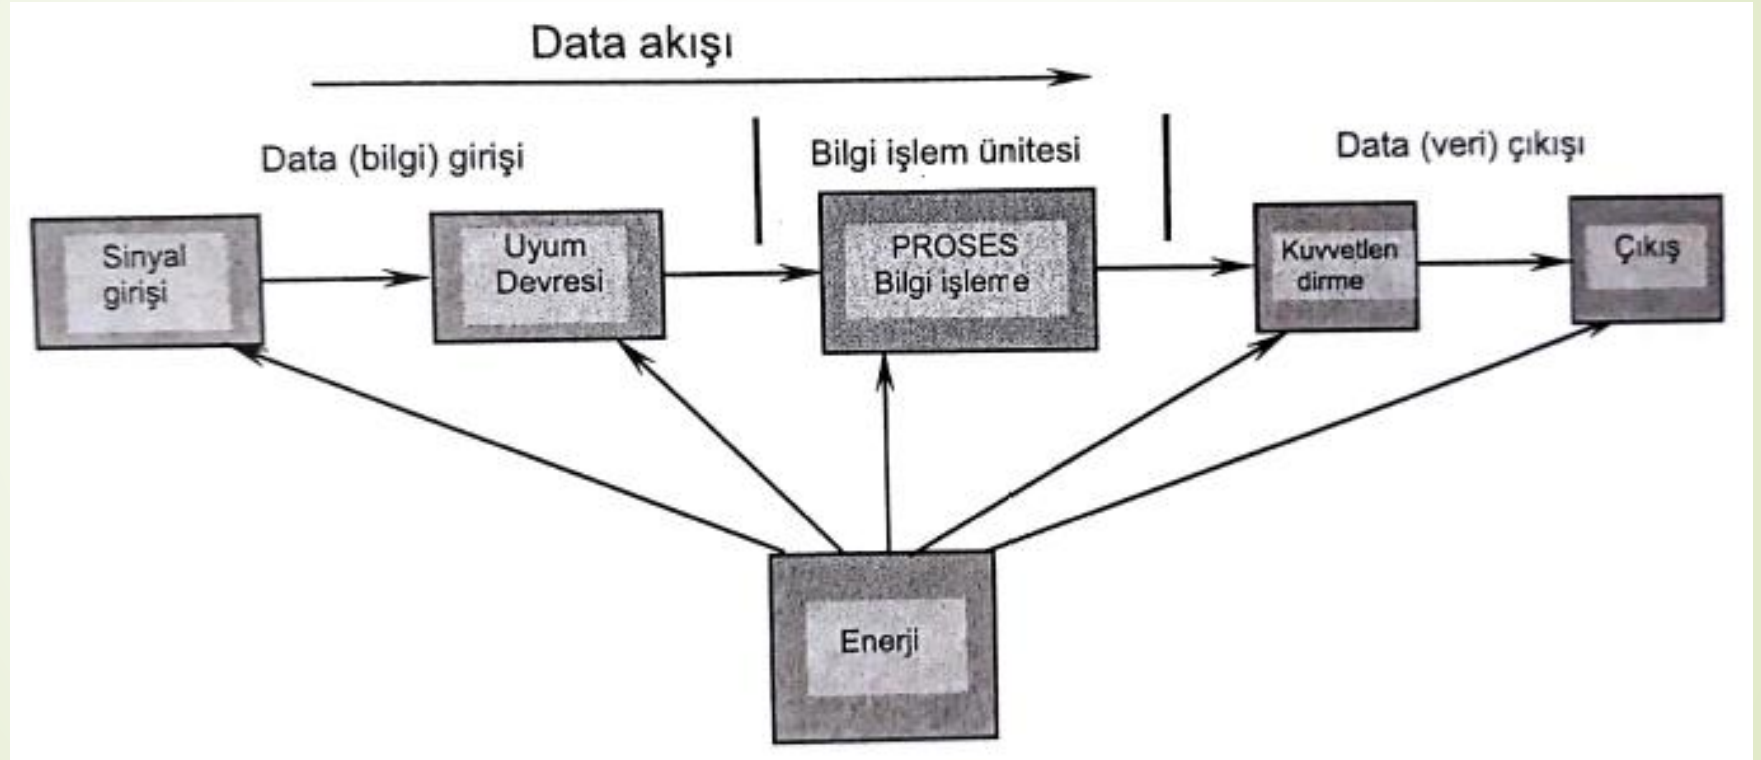 Data akışı
Data (bilgi) girişi
Bilgi işlem ünitesi
Data (veri) çıkışı
Sinyal
girişi
Uyum
Devresi
PROSES
Bilgi işleme
Kuvvetlen
dirme
Çıkış
Enerji